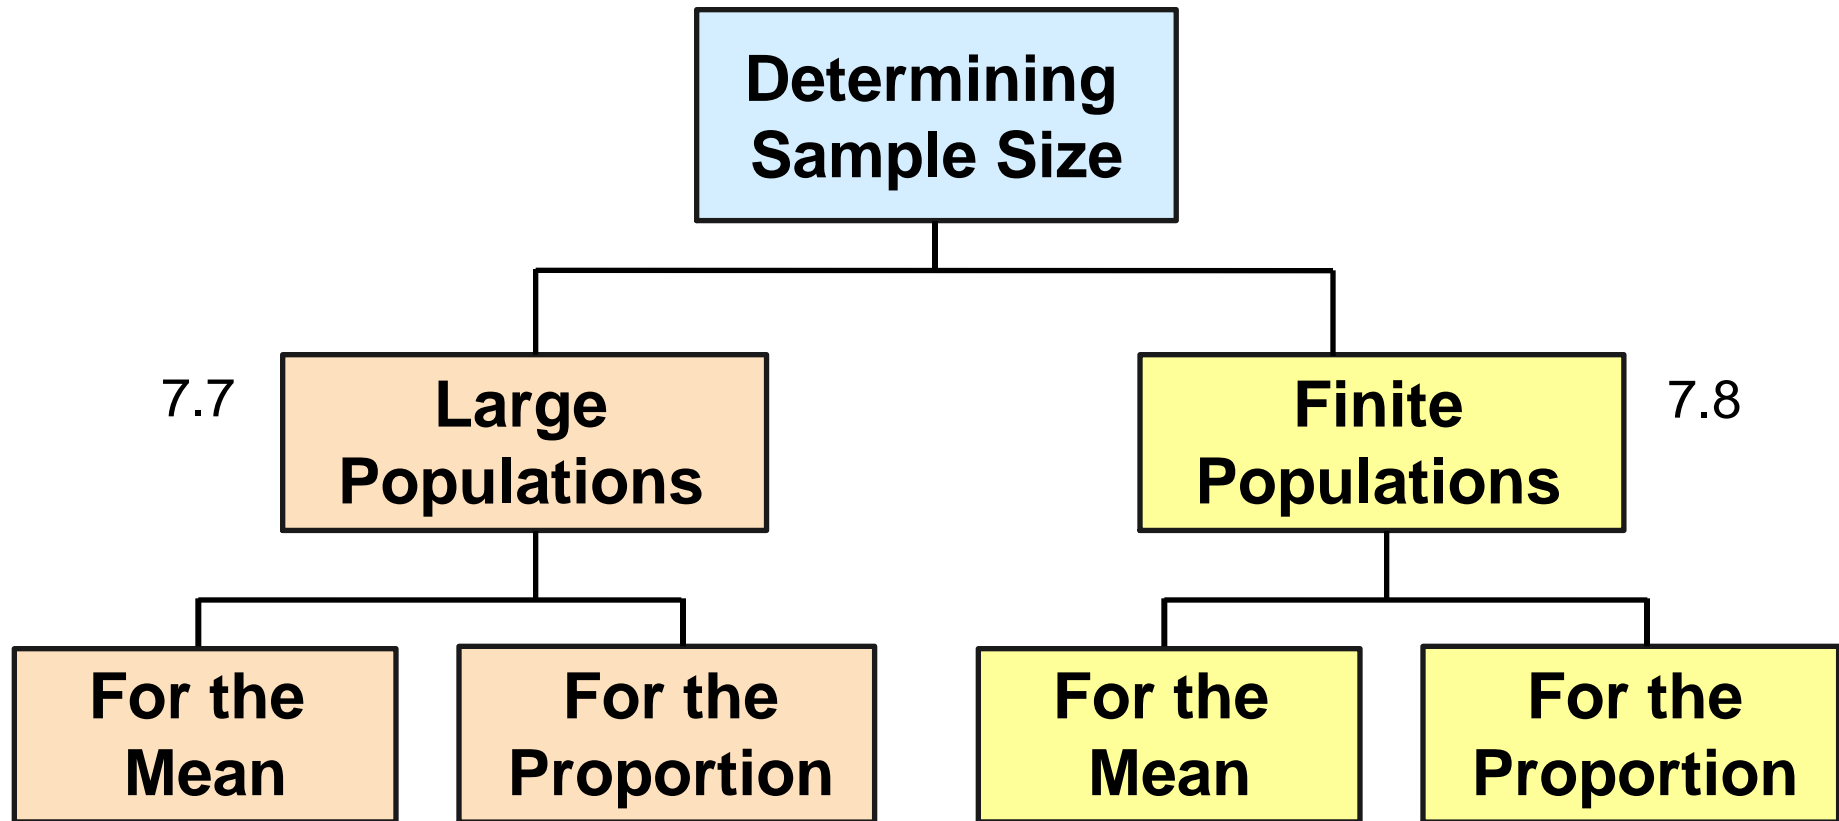 Determining
Sample Size
7.7
Large
Populations
Finite
Populations
7.8
For the
Mean
For the
Proportion
For the
Mean
For the
Proportion